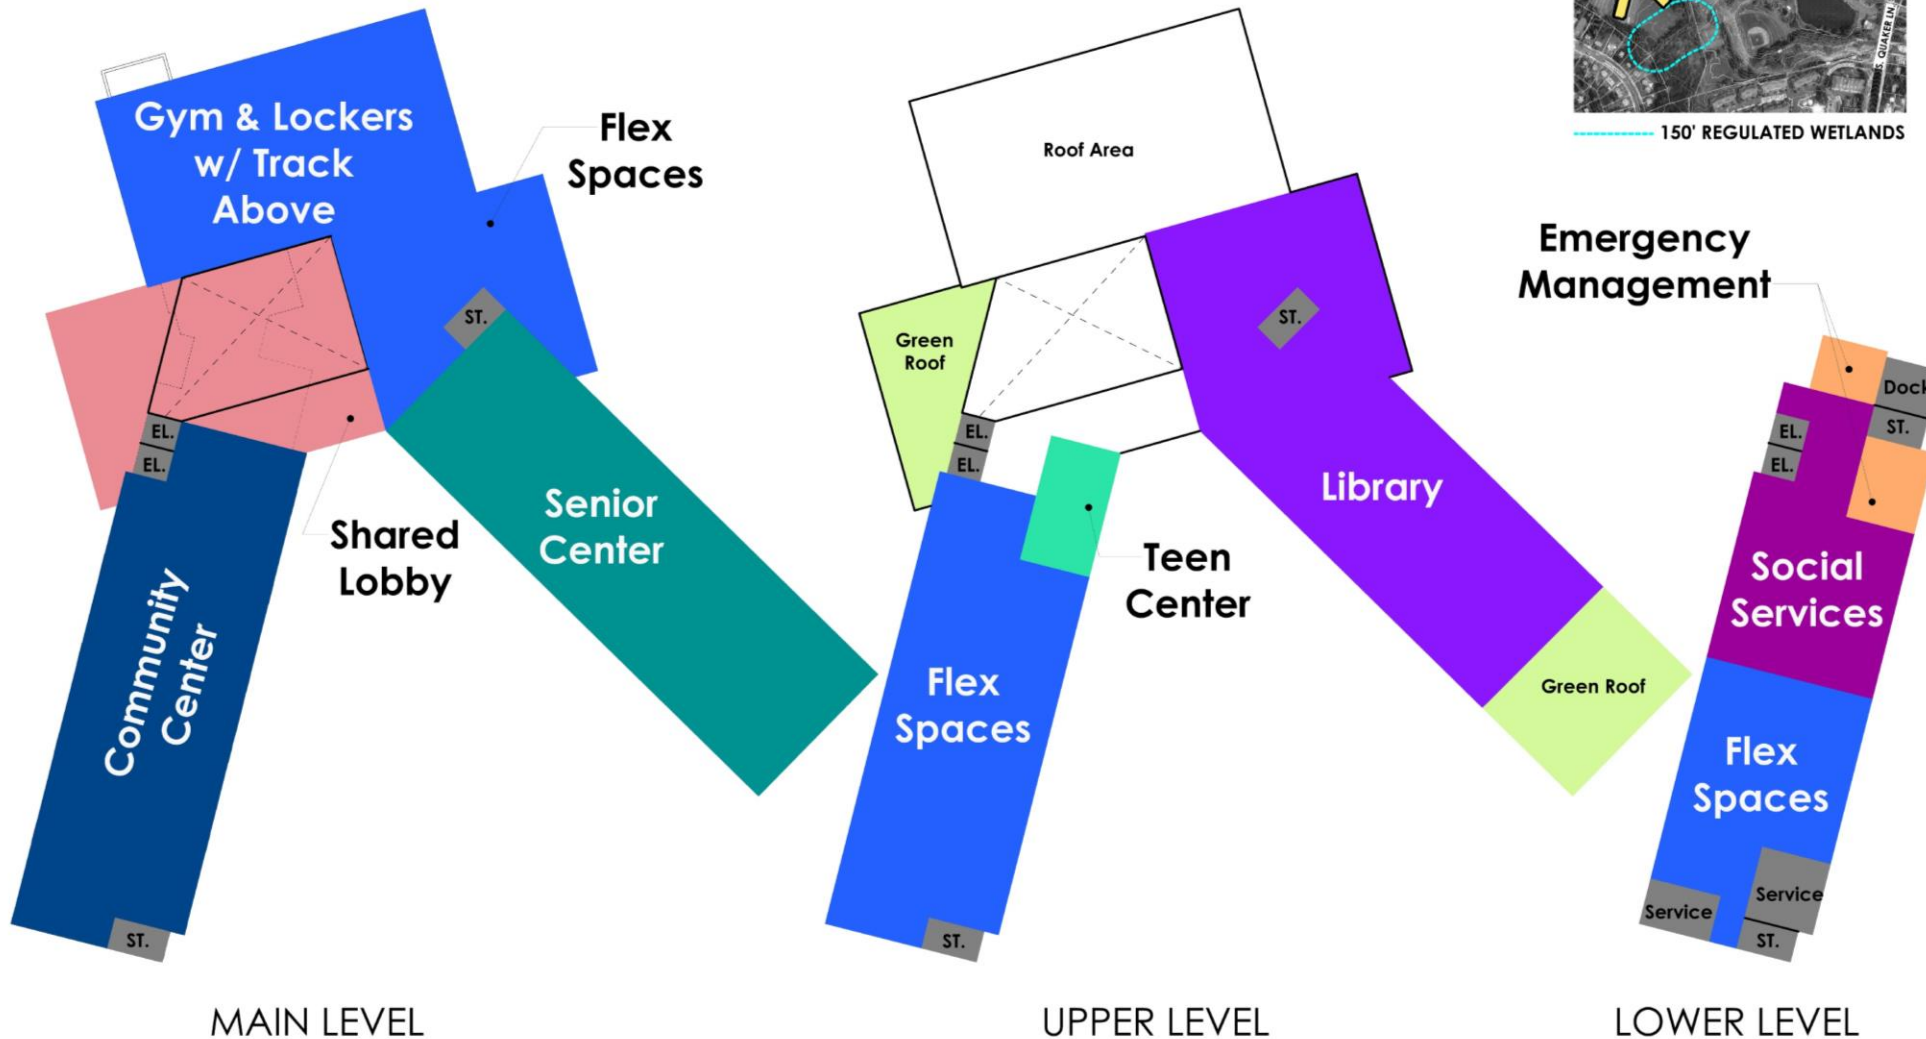 S. QUAKER LN
150' REGULATED WETLANDS
Gym & Lockers
w/ Track
Above
Flex
Spaces
ST.
EL.
EL.
Shared
Lobby
Senior
Center
Community
Center
ST.
MAIN LEVEL
Roof Area
Green
Roof
ST.
EL.
EL.
Library
Teen
Center
Flex
Spaces
Green Roof
ST.
UPPER LEVEL
Emergency
Management
Dock
ST.
EL.
EL.
Social
Services
Flex
Spaces
Service
Service
ST.
LOWER LEVEL